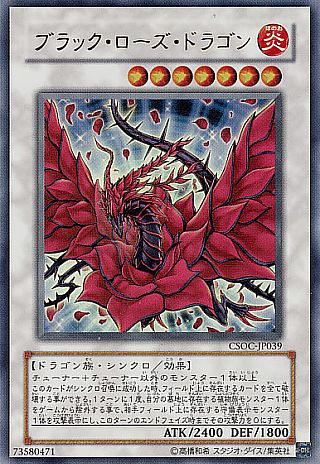 ブラック・ローズ・ドラゴン
炎
CSOC-JP039
【ドラゴン族・シンクロ/効果】
チューナー+チューナー以外のモンスター1体以上
このカードがシンクロ召喚に成功した時、フィールド上に存在するカードを全て破
壊する事ができる。1ターンに1度、自分の墓地に存在する植物族モンスター1体
をゲームから除外する事で、相手フィールド上に存在する守備表示モンスター
1体を攻撃表示にし、このターンのエンドフェイズ時までその攻撃力を0にする。
ATK/2400 DEF/1800
73580471 ©高橋和希 スタジオ・ダイス/集英社